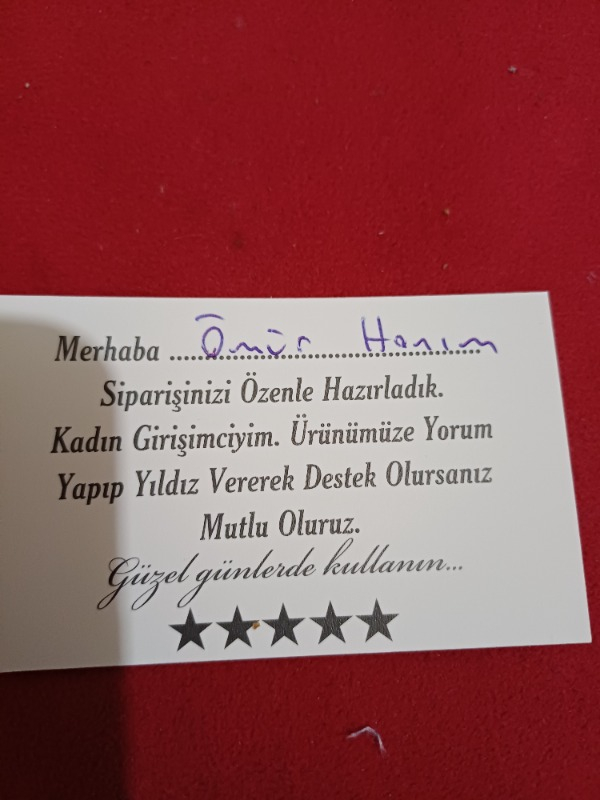 Merhaba ..... Ömür Hanım .....
Siparişinizi Özenle Hazırladık.
Kadın Girişimciyim. Ürünümüze Yorum
Yapıp Yıldız Vererek Destek Olursanız
Mutlu Oluruz.
Güzel günlerde kullanın...